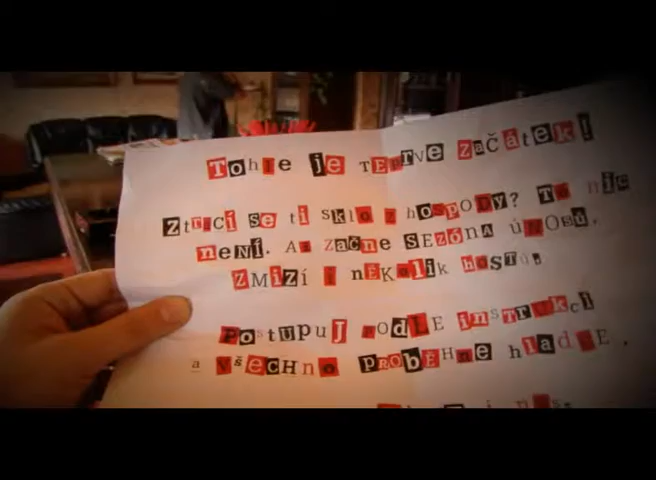 Tohle je TEPRVE začátek!
Ztrácí se ti sklo z hospody? To nic
není. Až začne SEZÓNA únosů,
ZMIZÍ i něKolik hostů.
Postupuj PodLE instrukcí
a všecHno proběHne hlaDcE,